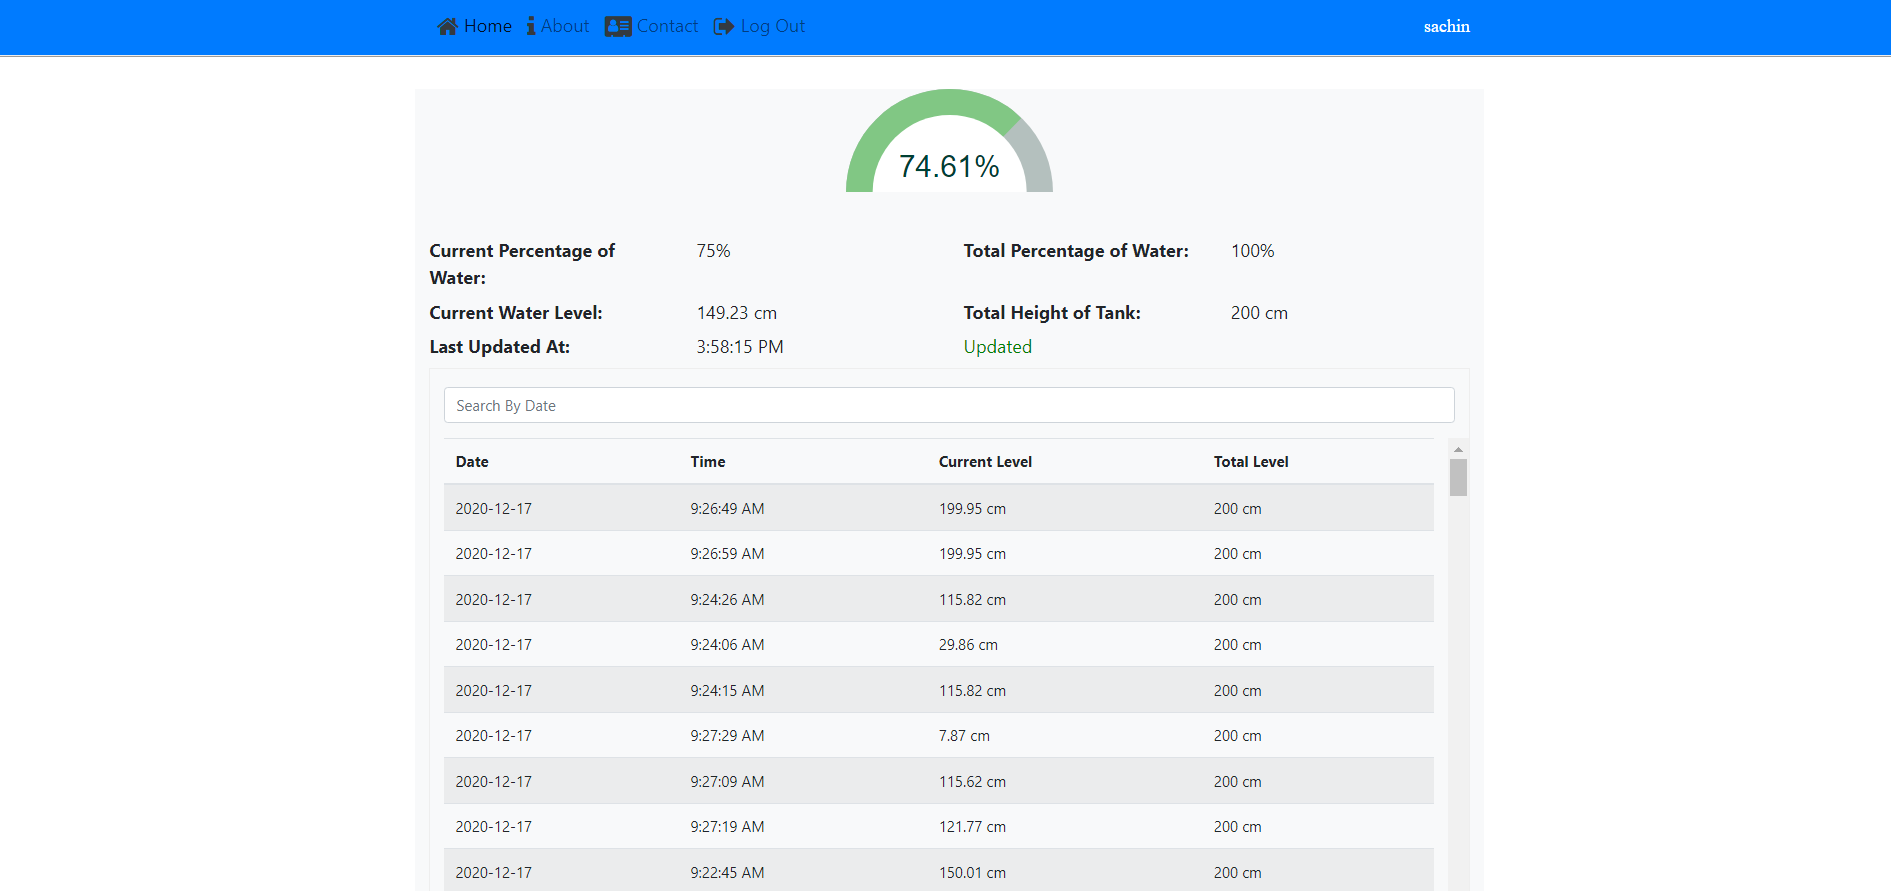 Home About Contact Log Out sachin
74.61%
Current Percentage of Water: 75% Total Percentage of Water: 100%
Current Water Level: 149.23 cm Total Height of Tank: 200 cm
Last Updated At: 3:58:15 PM Updated
Search By Date
Date Time Current Level Total Level
2020-12-17 9:26:49 AM 199.95 cm 200 cm
2020-12-17 9:26:59 AM 199.95 cm 200 cm
2020-12-17 9:24:26 AM 115.82 cm 200 cm
2020-12-17 9:24:06 AM 29.86 cm 200 cm
2020-12-17 9:24:15 AM 115.82 cm 200 cm
2020-12-17 9:27:29 AM 7.87 cm 200 cm
2020-12-17 9:27:09 AM 115.62 cm 200 cm
2020-12-17 9:27:19 AM 121.77 cm 200 cm
2020-12-17 9:22:45 AM 150.01 cm 200 cm